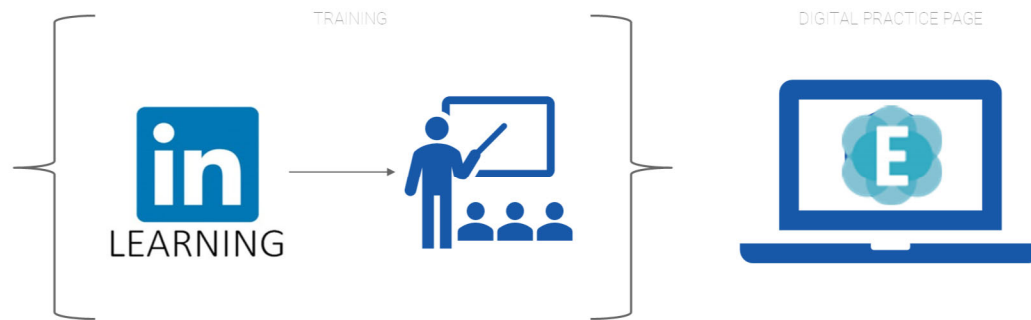 TRAINING
DIGITAL PRACTICE PAGE
in
LEARNING
E